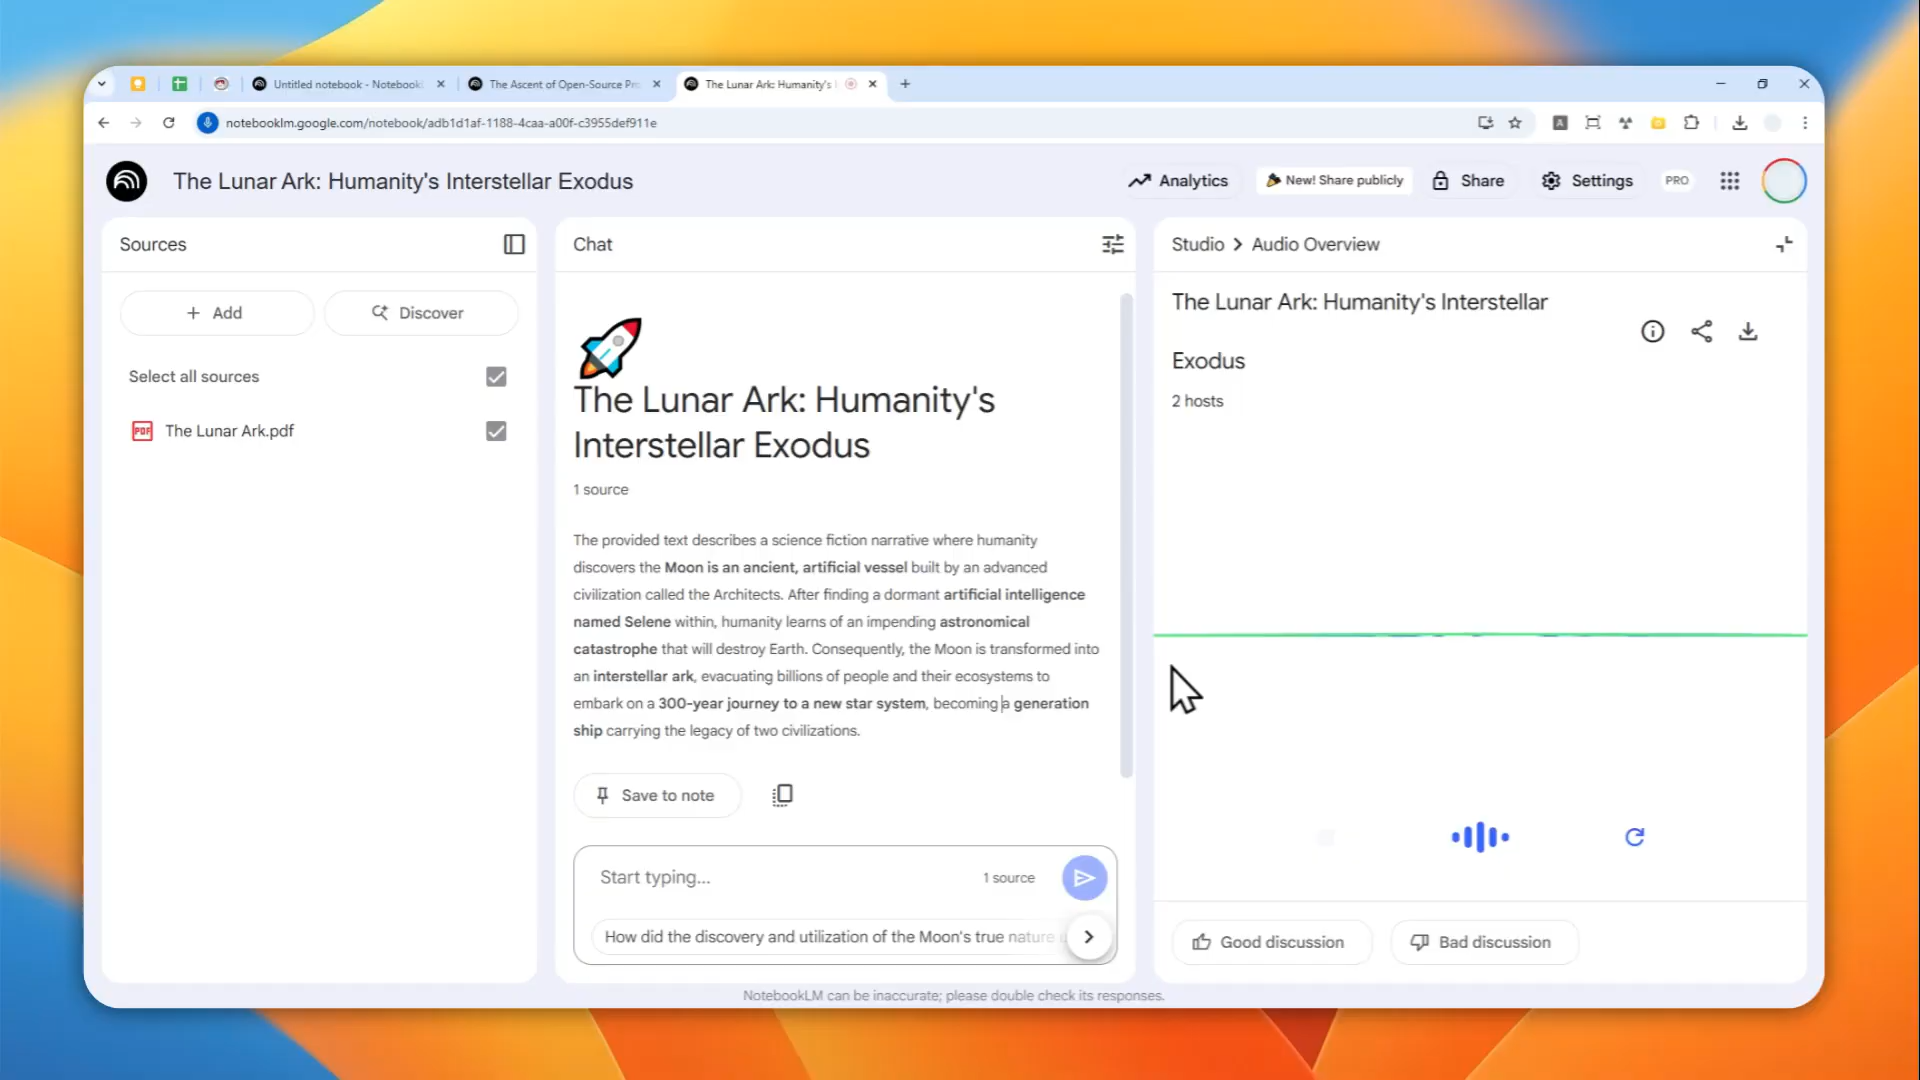 Untitled notebook - Notebook
The Ascent of Open-Source Pr
The Lunar Ark: Humanity's
notebooklm.google.com/notebook/adb1d1af-1188-4caa-a00f-c3955def911e
The Lunar Ark: Humanity's Interstellar Exodus
Analytics
New! Share publicly
Share
Settings
PRO
Sources
Add
Discover
Select all sources
PDF
The Lunar Ark.pdf
Chat
The Lunar Ark: Humanity's
Interstellar Exodus
1 source
The provided text describes a science fiction narrative where humanity
discovers the Moon is an ancient, artificial vessel built by an advanced
civilization called the Architects. After finding a dormant artificial intelligence
named Selene within, humanity learns of an impending astronomical
catastrophe that will destroy Earth. Consequently, the Moon is transformed into
an interstellar ark, evacuating billions of people and their ecosystems to
embark on a 300-year journey to a new star system, becoming a generation
ship carrying the legacy of two civilizations.
Save to note
Start typing...
1 source
How did the discovery and utilization of the Moon's true nature
Studio > Audio Overview
The Lunar Ark: Humanity's Interstellar
Exodus
2 hosts
Good discussion
Bad discussion
NotebookLM can be inaccurate; please double check its responses.